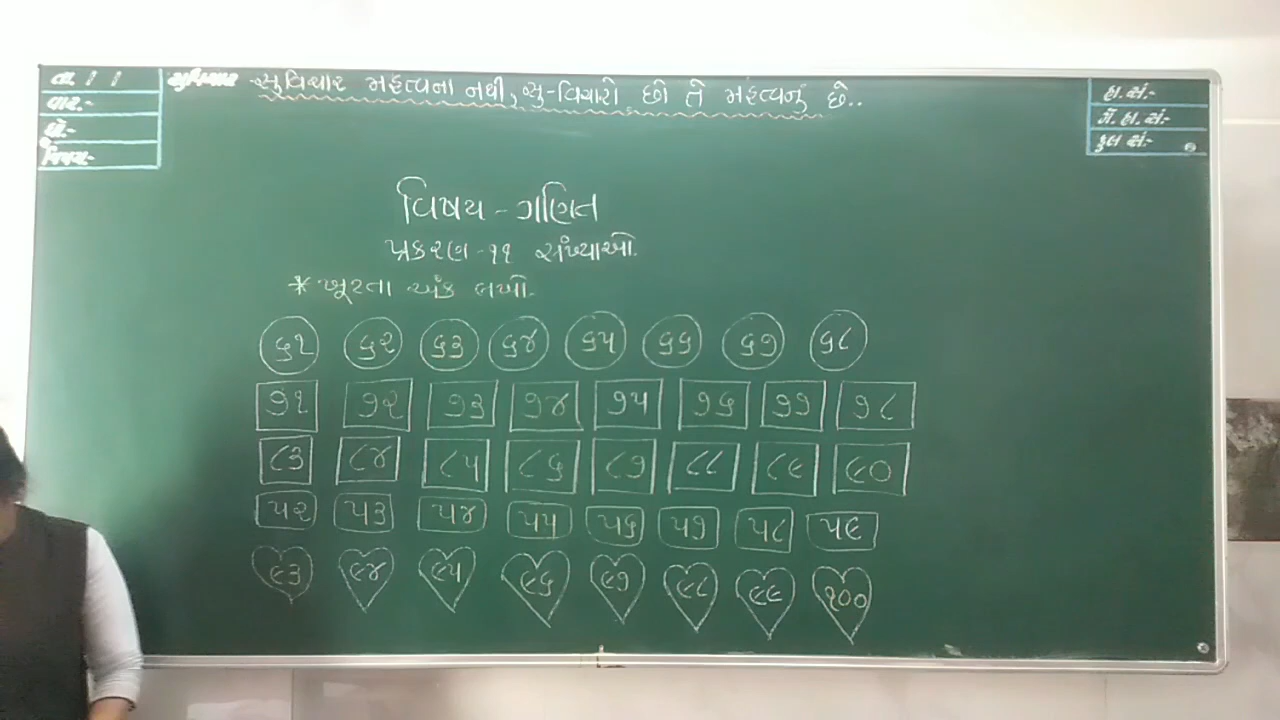 તા. / /
વાર.-
ધો.-
વિષય-
સુવિચાર સુવિચાર મહત્વના નથી, સુ-વિચારો છો તે મહત્વનું છે..
હા. સં.-
ગે. હા. સં.-
કુલ સં.-
વિષય - ગણિત
પ્રકરણ - ૧૧ સંખ્યાઓ.
* ખૂટતા અંક લખો.
૬૧ ૬૨ ૬૩ ૬૪ ૬૫ ૬૬ ૬૭ ૬૮
૭૧ ૭૨ ૭૩ ૭૪ ૭૫ ૭૬ ૭૭ ૭૮
૮૩ ૮૪ ૮૫ ૮૬ ૮૭ ૮૮ ૮૯ ૯૦
૫૨ ૫૩ ૫૪ ૫૫ ૫૬ ૫૭ ૫૮ ૫૯
૯૩ ૯૪ ૯૫ ૯૬ ૯૭ ૯૮ ૯૯ ૧૦૦